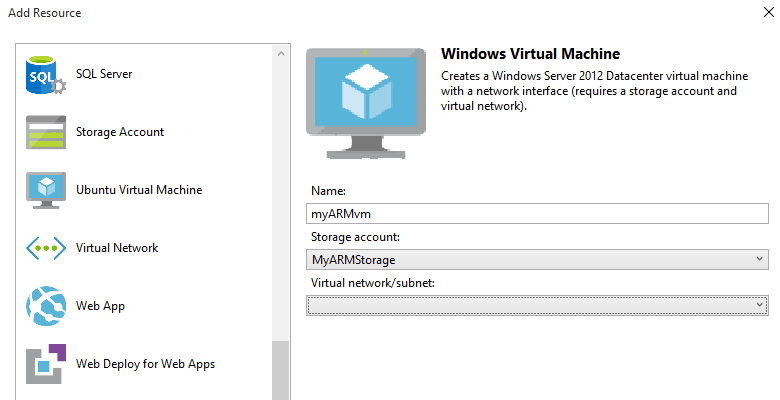 Add Resource
SQL
SQL Server
Storage Account
Ubuntu Virtual Machine
Virtual Network
Web App
Web Deploy for Web Apps
Windows Virtual Machine
Creates a Windows Server 2012 Datacenter virtual machine
with a network interface (requires a storage account and
virtual network).
Name:
myARMvm
Storage account:
MyARMStorage
Virtual network/subnet: